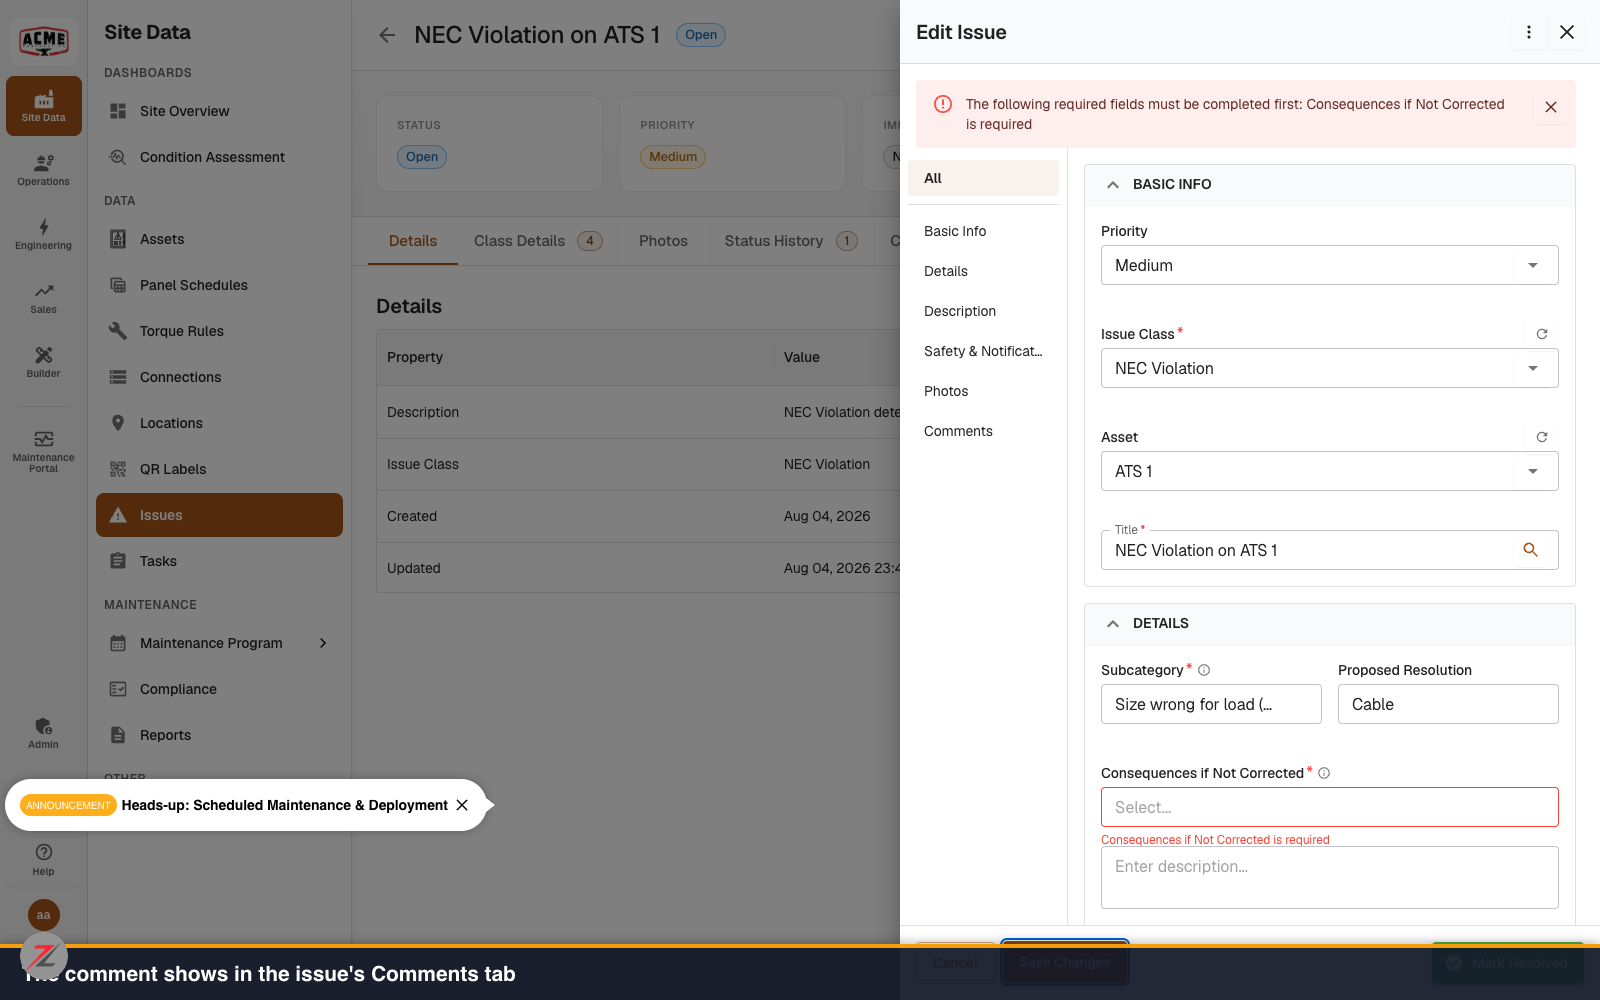 ACME
Site Data
Operations
Engineering
Sales
Builder
Maintenance
Portal
Admin
Help
aa
Site Data
DASHBOARDS
Site Overview
Condition Assessment
DATA
Assets
Panel Schedules
Torque Rules
Connections
Locations
QR Labels
Issues
Tasks
MAINTENANCE
Maintenance Program
Compliance
Reports
OTHER
ANNOUNCEMENT Heads-up: Scheduled Maintenance & Deployment
NEC Violation on ATS 1 Open
STATUS
Open
PRIORITY
Medium
Details Class Details 4 Photos Status History 1
Details
Property Value
Description NEC Violation dete
Issue Class NEC Violation
Created Aug 04, 2026
Updated Aug 04, 2026 23:4
Edit Issue
The following required fields must be completed first: Consequences if Not Corrected
is required
All
Basic Info
Details
Description
Safety & Notificat...
Photos
Comments
BASIC INFO
Priority
Medium
Issue Class *
NEC Violation
Asset
ATS 1
Title *
NEC Violation on ATS 1
DETAILS
Subcategory * Proposed Resolution
Size wrong for load (... Cable
Consequences if Not Corrected *
Select...
Consequences if Not Corrected is required
Enter description...
Cancel Save Changes Mark Resolved
The comment shows in the issue's Comments tab